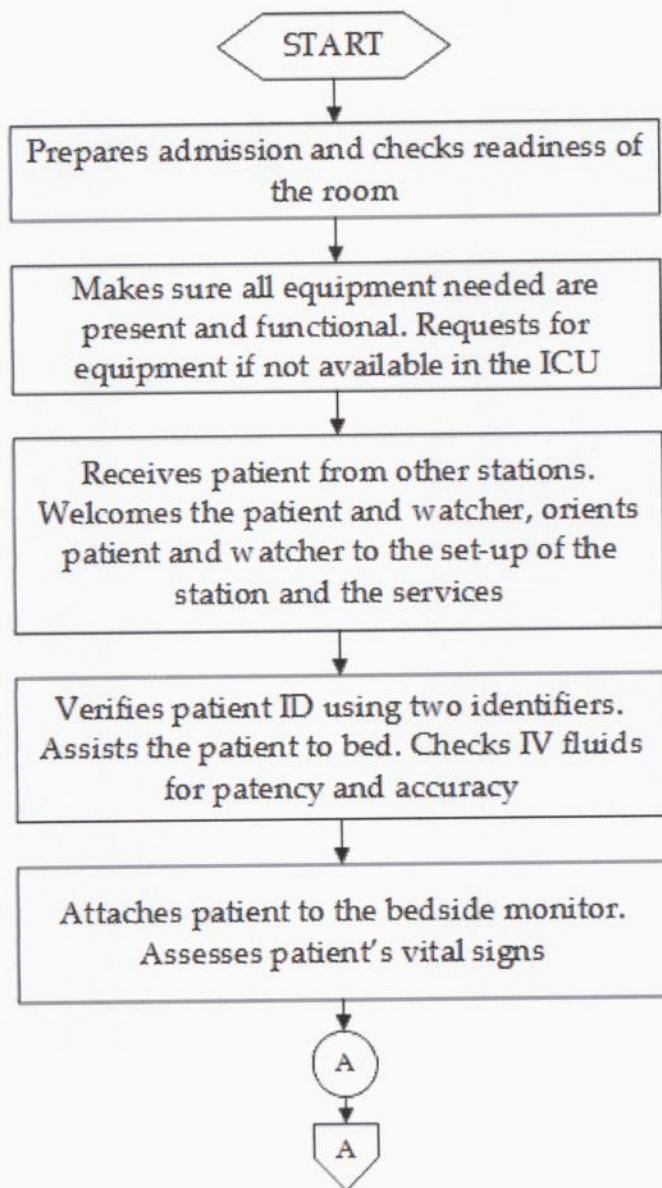 START
Prepares admission and checks readiness of
the room
Makes sure all equipment needed are
present and functional. Requests for
equipment if not available in the ICU
Receives patient from other stations.
Welcomes the patient and watcher, orients
patient and watcher to the set-up of the
station and the services
Verifies patient ID using two identifiers.
Assists the patient to bed. Checks IV fluids
for patency and accuracy
Attaches patient to the bedside monitor.
Assesses patient's vital signs
A
A